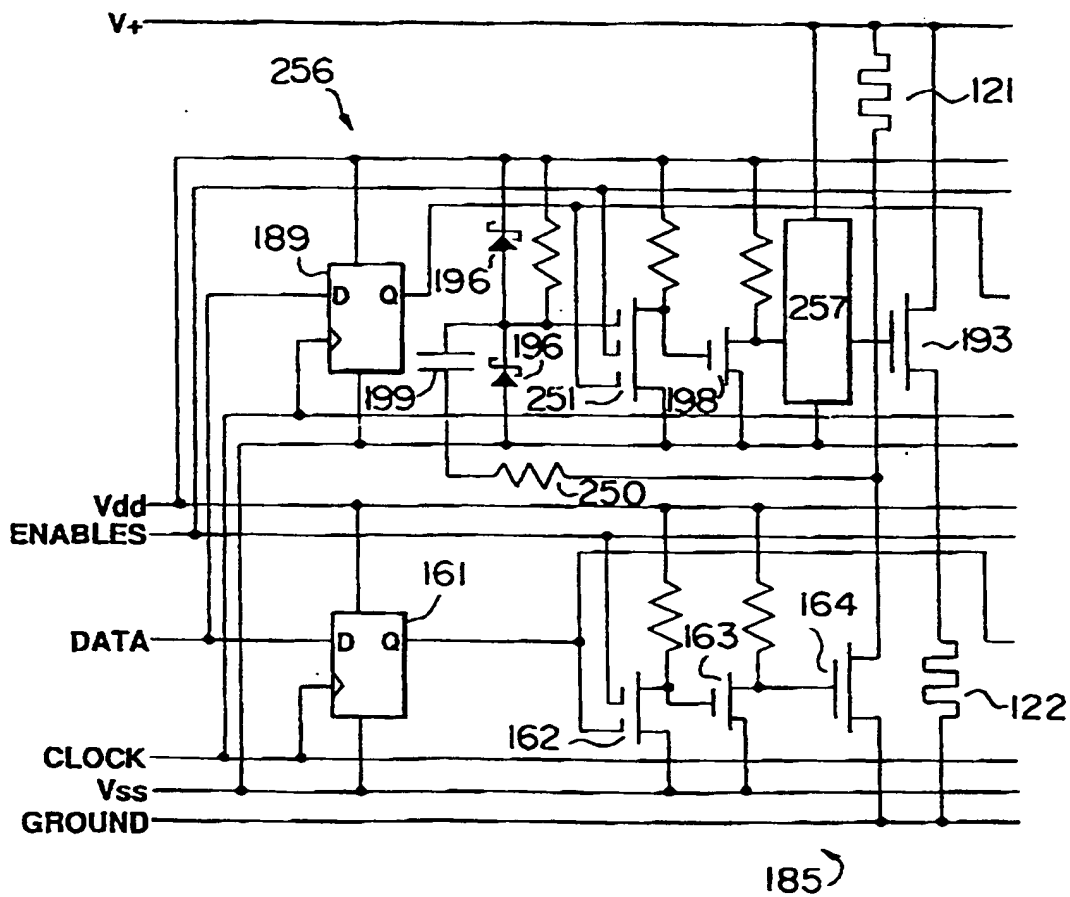 V+
256
121
189
D Q
196
257
193
196
199
251
198
250
Vdd
ENABLES
161
164
DATA
D Q
163
122
162
CLOCK
Vss
GROUND
185